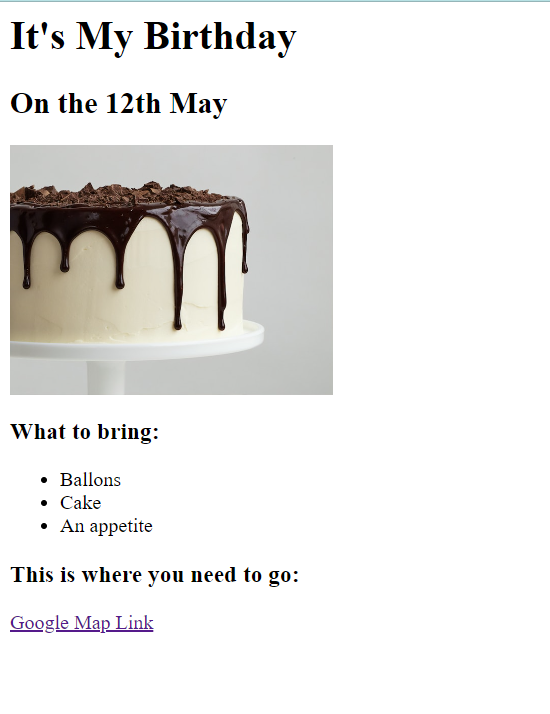 It's My Birthday
On the 12th May
What to bring:
Ballons
Cake
An appetite
This is where you need to go:
Google Map Link